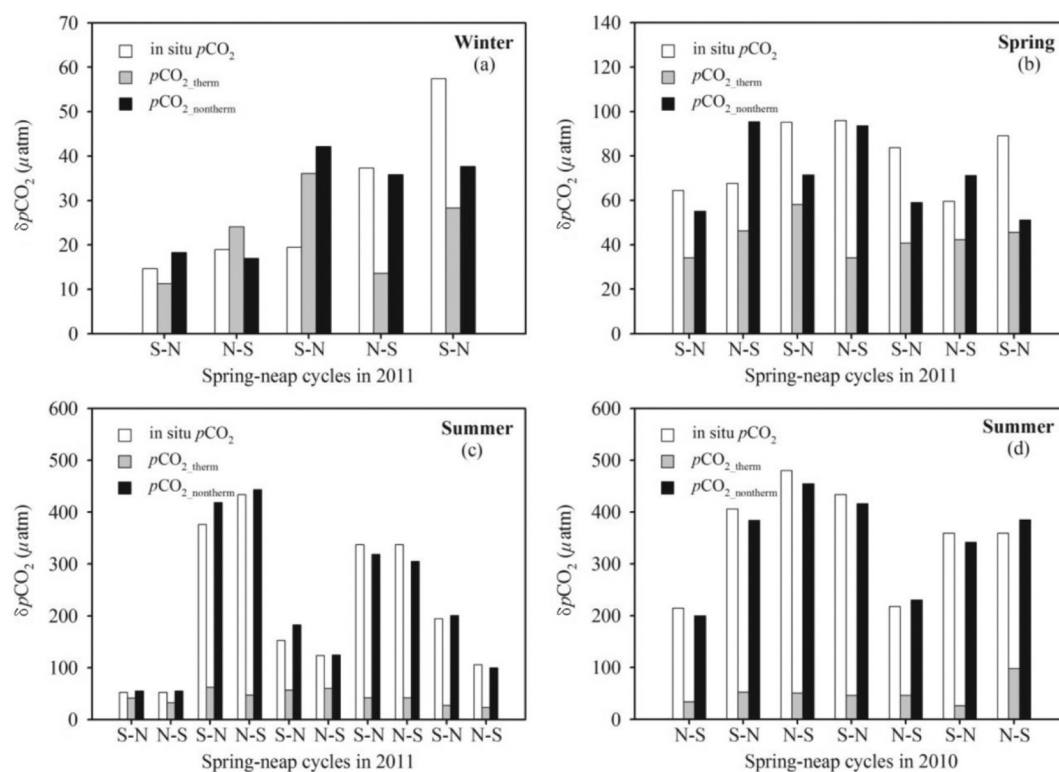 70
60
50
40
30
20
10
0
δpCO₂ (μatm)
in situ pCO₂
pCO₂_therm
pCO₂_nontherm
Winter
(a)
S-N N-S S-N N-S S-N
Spring-neap cycles in 2011
140
120
100
80
60
40
20
0
δpCO₂ (μatm)
in situ pCO₂
pCO₂_therm
pCO₂_nontherm
Spring
(b)
S-N N-S S-N N-S S-N N-S S-N
Spring-neap cycles in 2011
600
500
400
300
200
100
0
δpCO₂ (μatm)
in situ pCO₂
pCO₂_therm
pCO₂_nontherm
Summer
(c)
S-N N-S S-N N-S S-N N-S S-N N-S S-N N-S
Spring-neap cycles in 2011
600
500
400
300
200
100
0
δpCO₂ (μatm)
in situ pCO₂
pCO₂_therm
pCO₂_nontherm
Summer
(d)
N-S S-N N-S S-N N-S S-N N-S
Spring-neap cycles in 2010